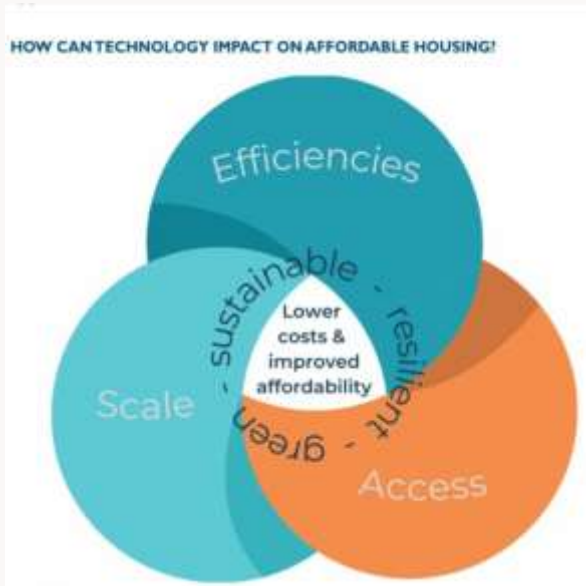 HOW CAN TECHNOLOGY IMPACT ON AFFORDABLE HOUSING?
Efficiencies
sustainable - resilient - green -
Lower
costs &
improved
affordability
Scale
Access